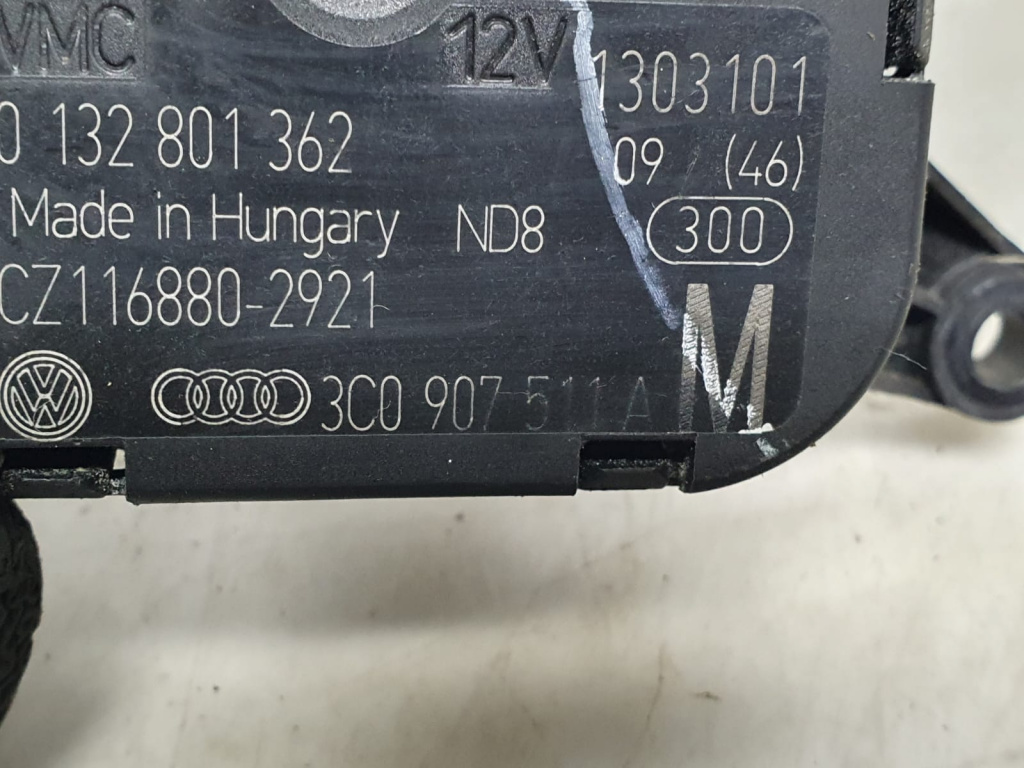 VMC 12V 1303101
0 132 801 362 09 (46)
Made in Hungary ND8 300
CZ116880-2921
3C0 907 511 A M